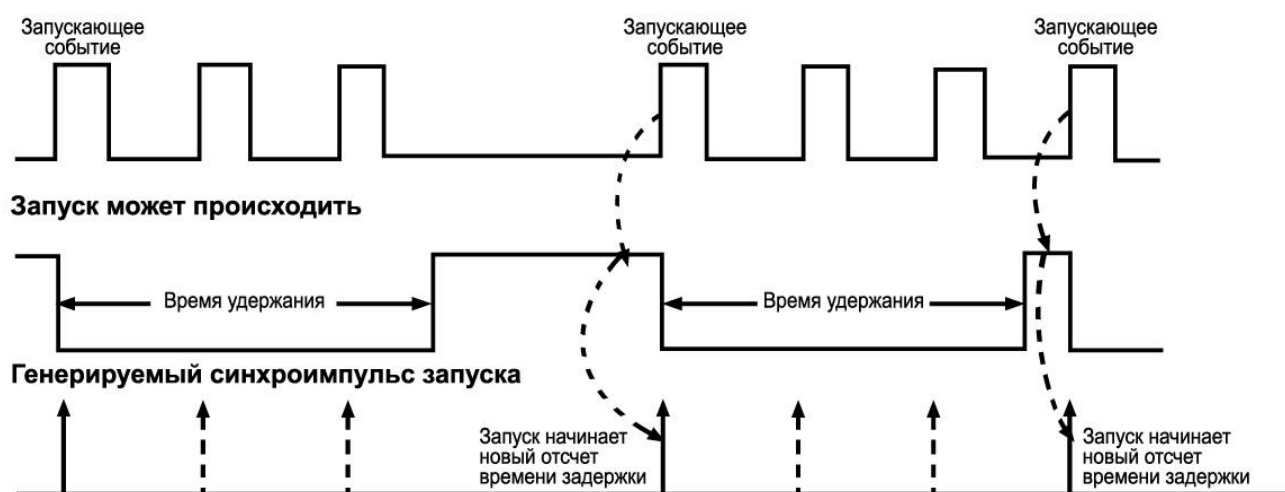 Запускающее
событие
Запускающее
событие
Запускающее
событие
Запуск может происходить
Время удержания
Время удержания
Генерируемый синхроимпульс запуска
Запуск начинает
новый отсчет
времени задержки
Запуск начинает
новый отсчет
времени задержки